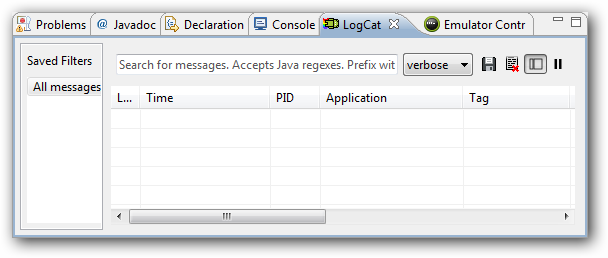 Problems @ Javadoc Declaration Console LogCat Emulator Contr
Saved Filters
Search for messages. Accepts Java regexes. Prefix wit verbose
All messages
L... Time PID Application Tag